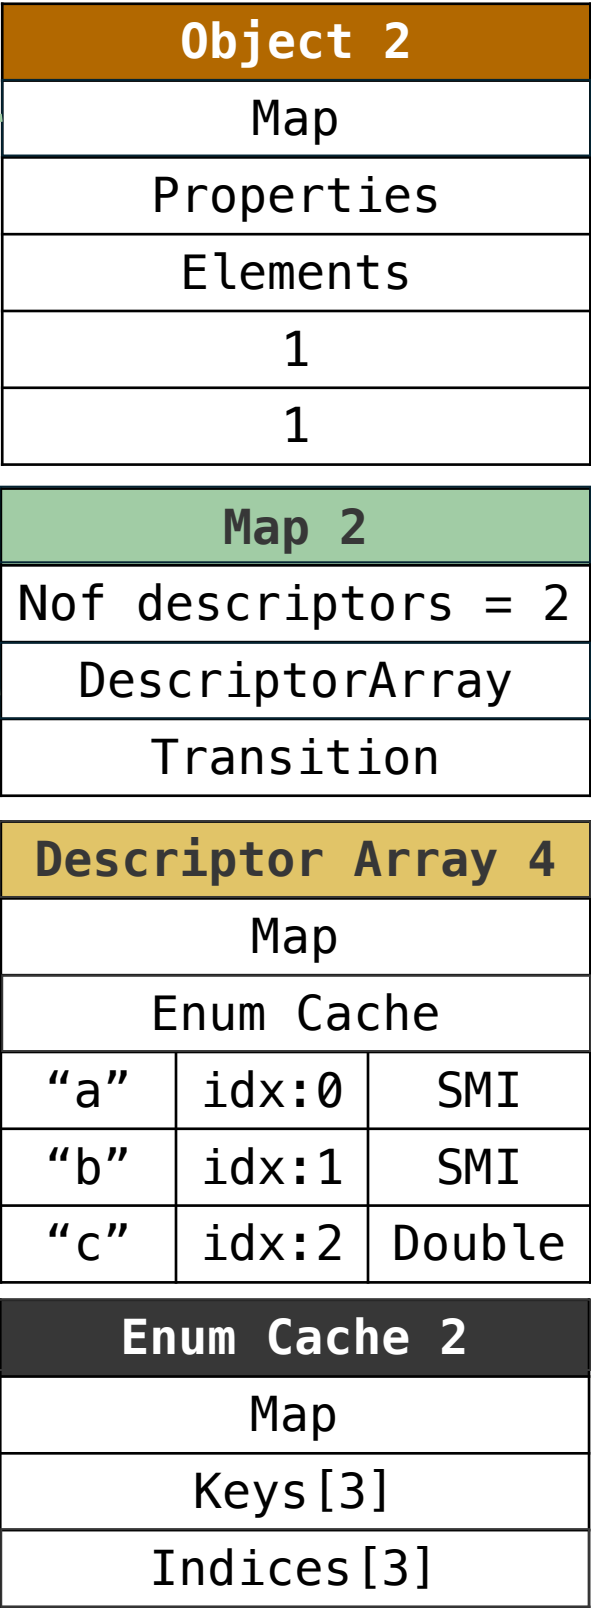 Object 2
Map
Properties
Elements
1
1
Map 2
Nof descriptors = 2
DescriptorArray
Transition
Descriptor Array 4
Map
Enum Cache
“a” idx:0 SMI
“b” idx:1 SMI
“c” idx:2 Double
Enum Cache 2
Map
Keys[3]
Indices[3]